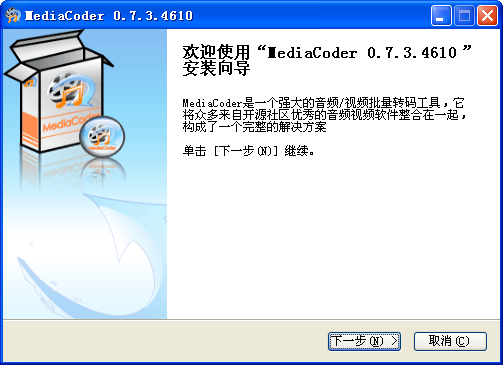 MediaCoder 0.7.3.4610
欢迎使用“MediaCoder 0.7.3.4610 ”
安装向导
MediaCoder是一个强大的音频/视频批量转码工具，它
将众多来自开源社区优秀的音频视频软件整合在一起，
构成了一个完整的解决方案
单击 [下一步(N)] 继续。
MediaCoder
下一步(N) >
取消(C)